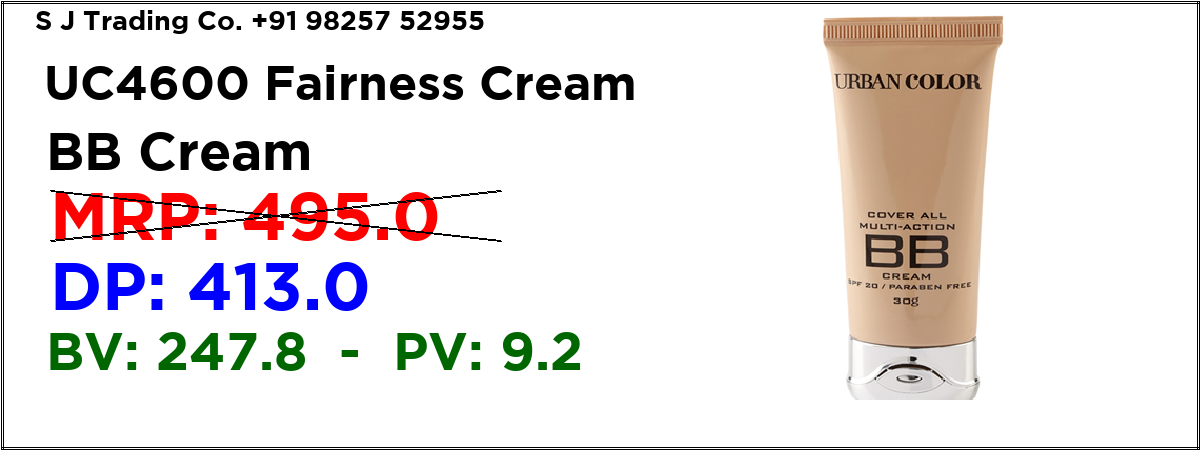 S J Trading Co. +91 98257 52955
UC4600 Fairness Cream
BB Cream
MRP: 495.0
DP: 413.0
BV: 247.8 - PV: 9.2
URBAN COLOR
COVER ALL
MULTI-ACTION
BB
CREAM
SPF 20 / PARABEN FREE
30g